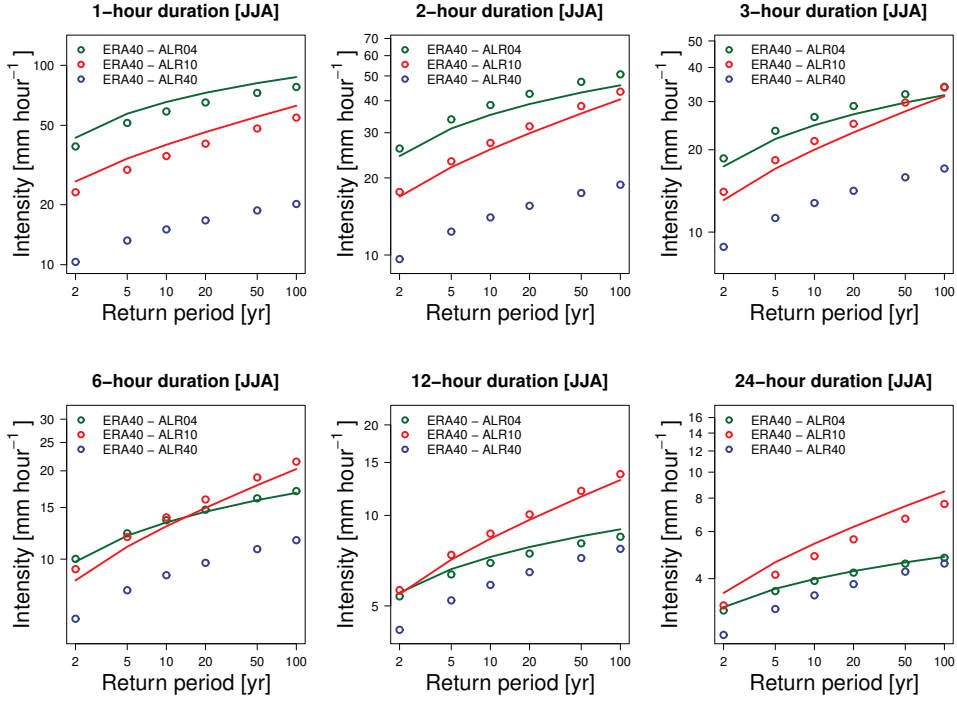 1−hour duration [JJA]
ERA40 − ALR04
ERA40 − ALR10
ERA40 − ALR40
Intensity [mm hour−1]
100
50
20
10
2 5 10 20 50 100
Return period [yr]
2−hour duration [JJA]
ERA40 − ALR04
ERA40 − ALR10
ERA40 − ALR40
Intensity [mm hour−1]
70
60
50
40
30
20
10
2 5 10 20 50 100
Return period [yr]
3−hour duration [JJA]
ERA40 − ALR04
ERA40 − ALR10
ERA40 − ALR40
Intensity [mm hour−1]
50
40
30
20
10
2 5 10 20 50 100
Return period [yr]
6−hour duration [JJA]
ERA40 − ALR04
ERA40 − ALR10
ERA40 − ALR40
Intensity [mm hour−1]
30
25
20
15
10
2 5 10 20 50 100
Return period [yr]
12−hour duration [JJA]
ERA40 − ALR04
ERA40 − ALR10
ERA40 − ALR40
Intensity [mm hour−1]
20
15
10
5
2 5 10 20 50 100
Return period [yr]
24−hour duration [JJA]
ERA40 − ALR04
ERA40 − ALR10
ERA40 − ALR40
Intensity [mm hour−1]
16
14
12
10
8
6
4
2 5 10 20 50 100
Return period [yr]